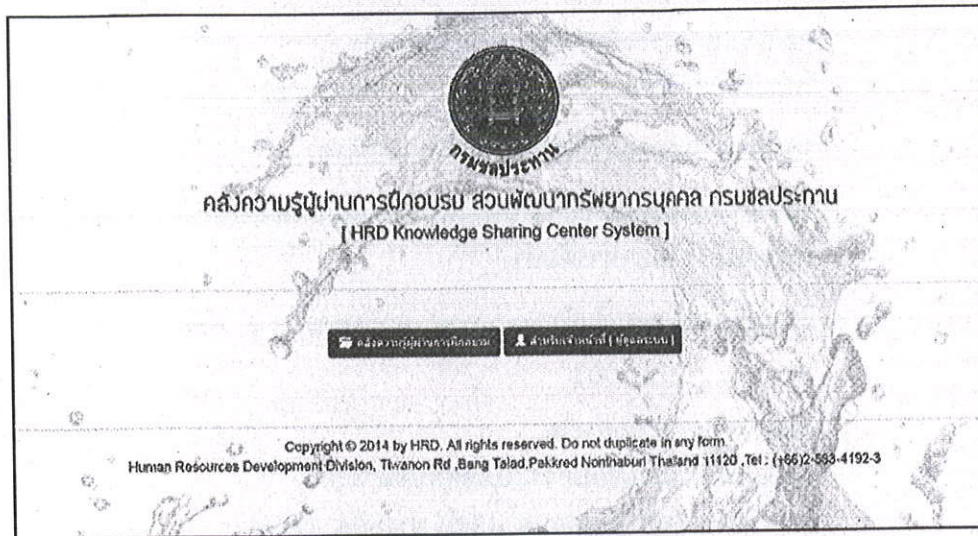 กรมชลประทาน
คลังความรู้ผู้ผ่านการฝึกอบรม ส่วนพัฒนาทรัพยากรบุคคล กรมชลประทาน
[ HRD Knowledge Sharing Center System ]
คลังความรู้ผู้ผ่านการฝึกอบรม สำหรับเจ้าหน้าที่ [ ผู้ดูแลระบบ ]
Copyright © 2014 by HRD. All rights reserved. Do not duplicate in any form.
Human Resources Development Division, Tiwanon Rd ,Bang Talad,Pakkred Nonthaburi Thailand 11120 ,Tel : (+66)2-583-4192-3